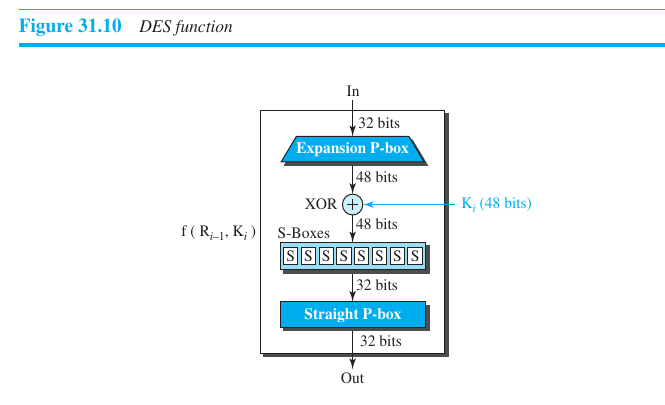 Figure 31.10 DES function
In
32 bits
Expansion P-box
48 bits
XOR +
K_i (48 bits)
48 bits
f ( R_{i–1}, K_i )
S-Boxes
S S S S S S S S
32 bits
Straight P-box
32 bits
Out